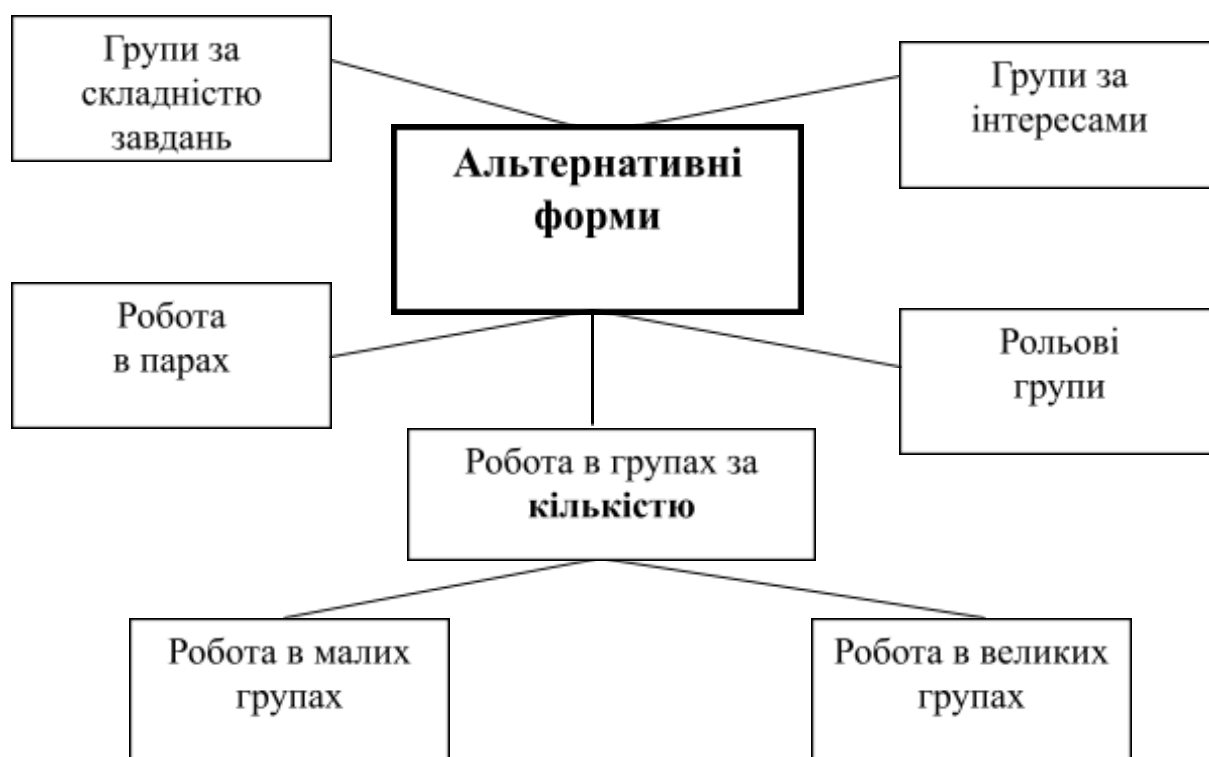 Групи за
складністю
завдань
Групи за
інтересами
Альтернативні
форми
Робота
в парах
Рольові
групи
Робота в групах за
кількістю
Робота в малих
групах
Робота в великих
групах